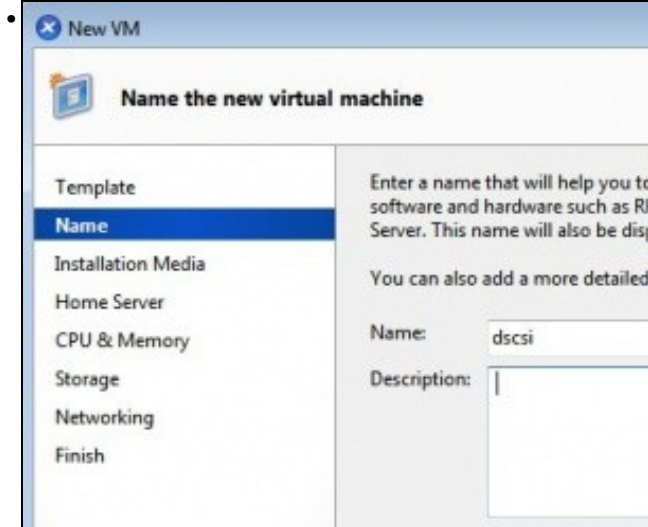 New VM
Name the new virtual machine
Template
Name
Installation Media
Home Server
CPU & Memory
Storage
Networking
Finish
Enter a name that will help you to
software and hardware such as
Server. This name will also be
You can also add a more detailed
Name: dscsi
Description: